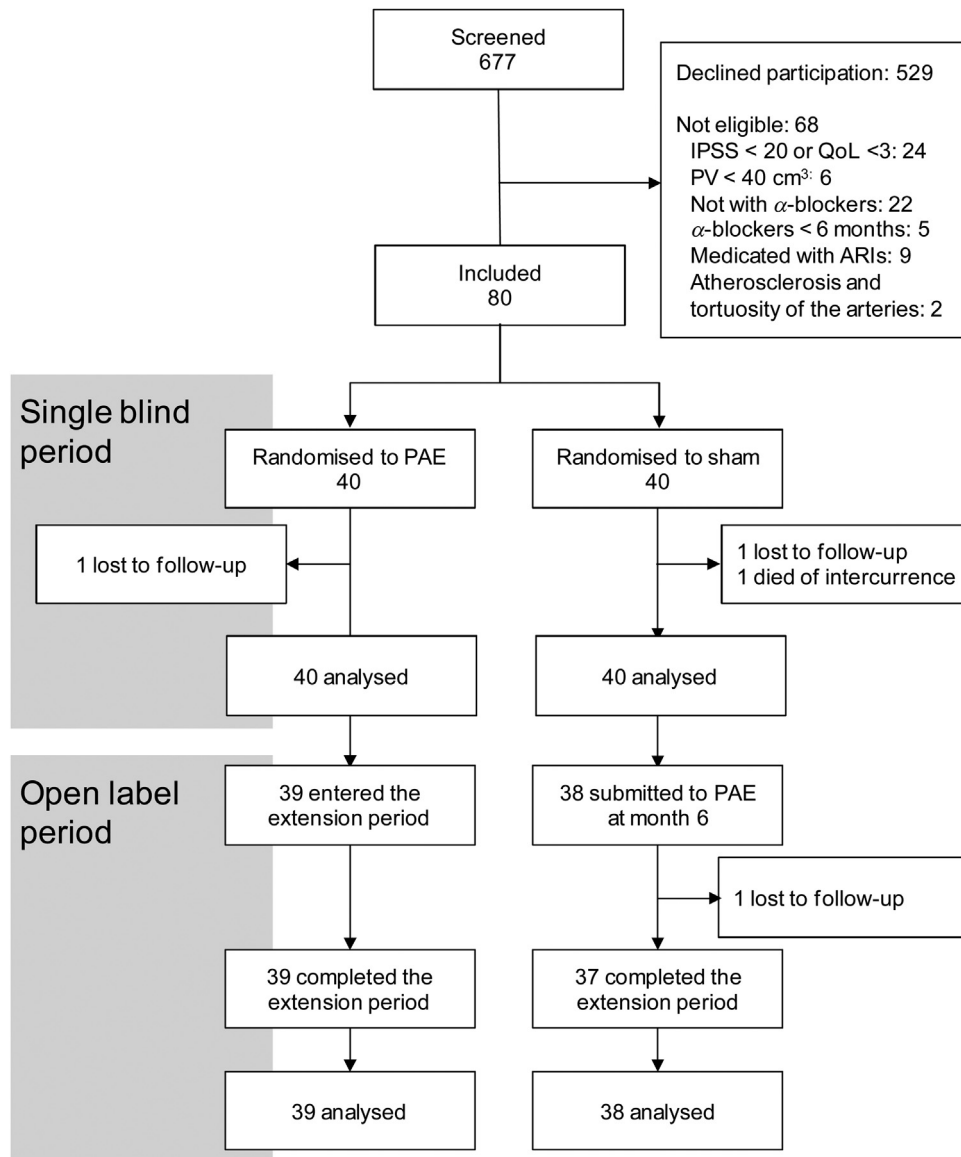 Screened
677
Declined participation: 529
Not eligible: 68
IPSS < 20 or QoL <3: 24
PV < 40 cm³: 6
Not with α-blockers: 22
α-blockers < 6 months: 5
Medicated with ARIs: 9
Atherosclerosis and
tortuosity of the arteries: 2
Included
80
Single blind
period
Randomised to PAE
40
Randomised to sham
40
1 lost to follow-up
1 lost to follow-up
1 died of intercurrence
40 analysed
40 analysed
Open label
period
39 entered the
extension period
38 submitted to PAE
at month 6
1 lost to follow-up
39 completed the
extension period
37 completed the
extension period
39 analysed
38 analysed